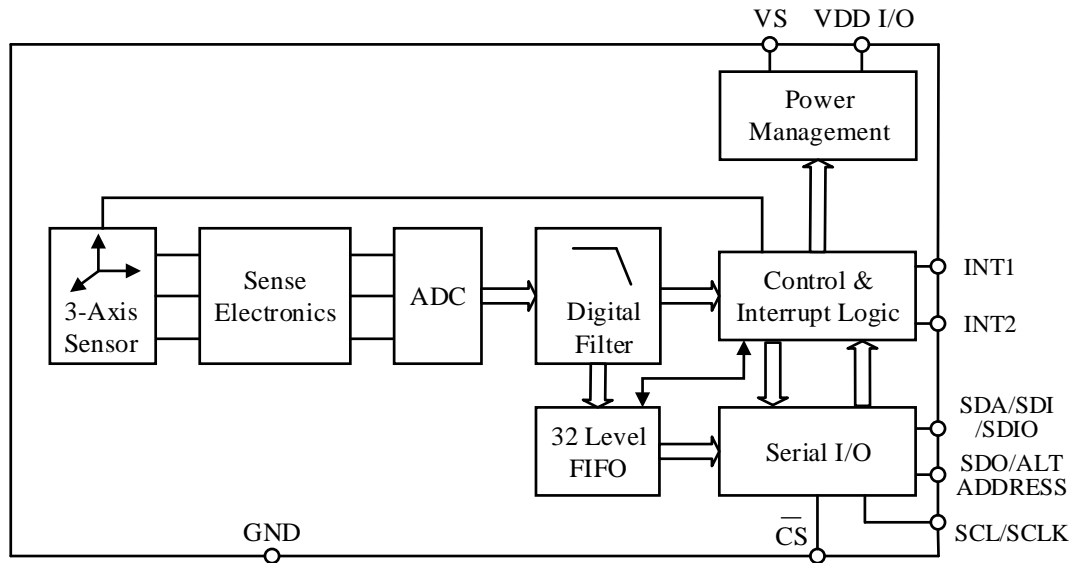 VS
VDD I/O
Power
Management
3-Axis
Sensor
Sense
Electronics
ADC
Digital
Filter
Control &
Interrupt Logic
INT1
INT2
32 Level
FIFO
Serial I/O
SDA/SDI
/SDIO
SDO/ALT
ADDRESS
SCL/SCLK
GND
C̅S̅